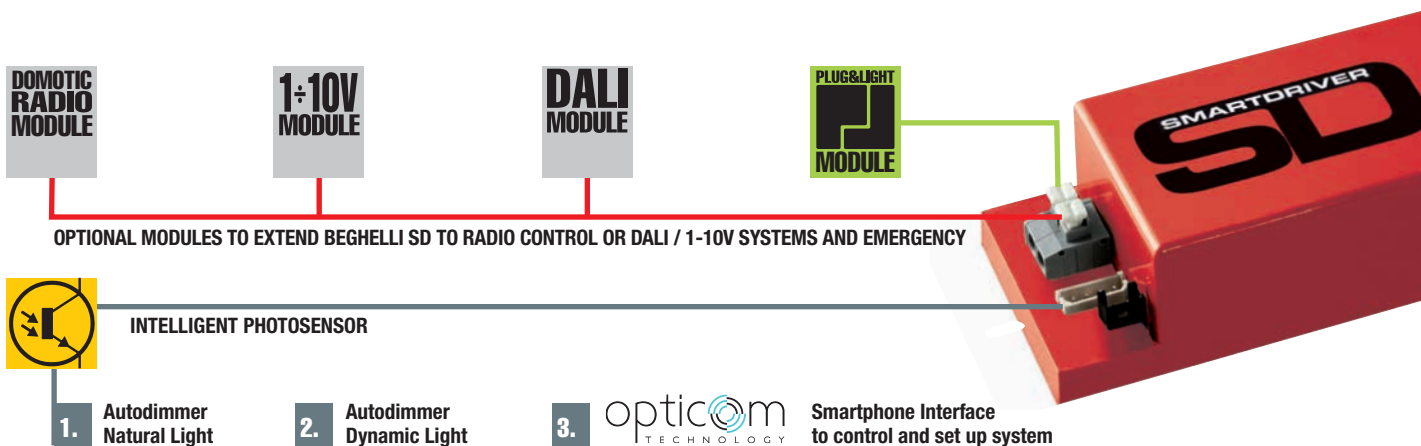 DOMOTIC
RADIO
MODULE
1÷10V
MODULE
DALI
MODULE
PLUG&LIGHT
MODULE
SMARTDRIVER
SD
OPTIONAL MODULES TO EXTEND BEGHELLI SD TO RADIO CONTROL OR DALI / 1-10V SYSTEMS AND EMERGENCY
INTELLIGENT PHOTOSENSOR
1.
Autodimmer
Natural Light
2.
Autodimmer
Dynamic Light
3.
opticom
TECHNOLOGY
Smartphone Interface
to control and set up system